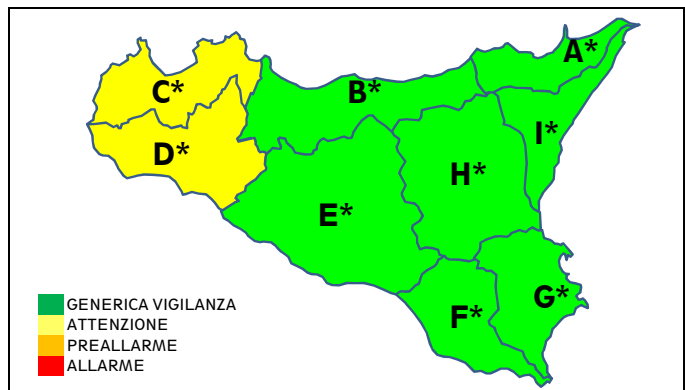 A*
C*
B*
I*
D*
H*
E*
G*
F*
GENERICA VIGILANZA
ATTENZIONE
PREALLARME
ALLARME